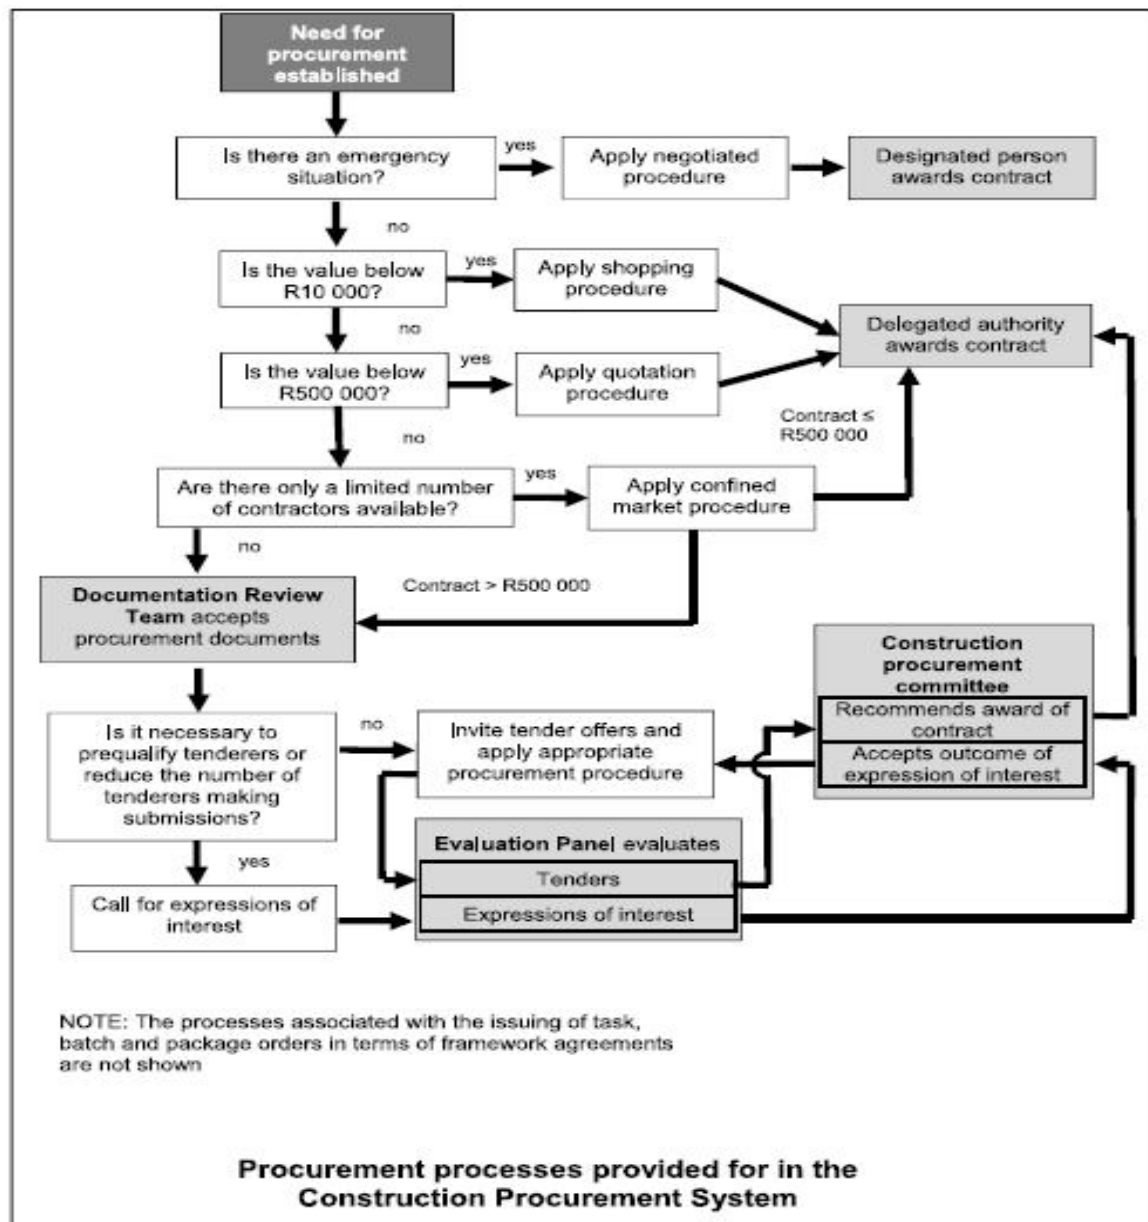 Need for
procurement
established
Is there an emergency
situation?
yes
Apply negotiated
procedure
Designated person
awards contract
no
Is the value below
R10 000?
yes
Apply shopping
procedure
no
Delegated authority
awards contract
Is the value below
R500 000?
yes
Apply quotation
procedure
Contract ≤
R500 000
no
Are there only a limited number
of contractors available?
yes
Apply confined
market procedure
no
Contract > R500 000
Documentation Review
Team accepts
procurement documents
Construction
procurement
committee
Recommends award of
contract
Accepts outcome of
expression of interest
Is it necessary to
prequalify tenderers or
reduce the number of
tenderers making
submissions?
no
Invite tender offers and
apply appropriate
procurement procedure
yes
Evaluation Panel evaluates
Tenders
Expressions of interest
Call for expressions of
interest
NOTE: The processes associated with the issuing of task,
batch and package orders in terms of framework agreements
are not shown
Procurement processes provided for in the
Construction Procurement System